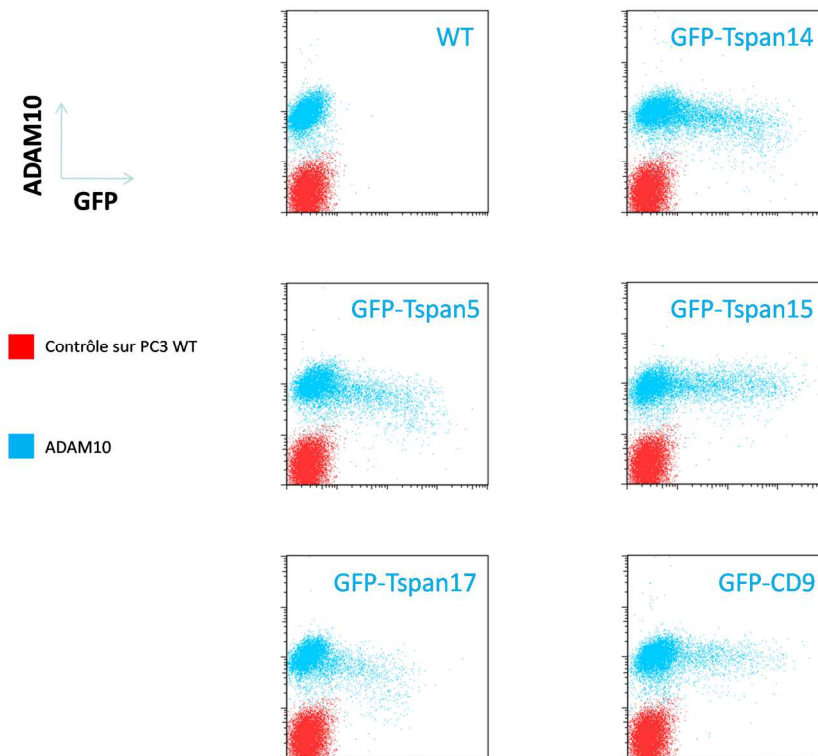 WT
GFP-Tspan14
ADAM10
GFP
GFP-Tspan5
GFP-Tspan15
Contrôle sur PC3 WT
ADAM10
GFP-Tspan17
GFP-CD9